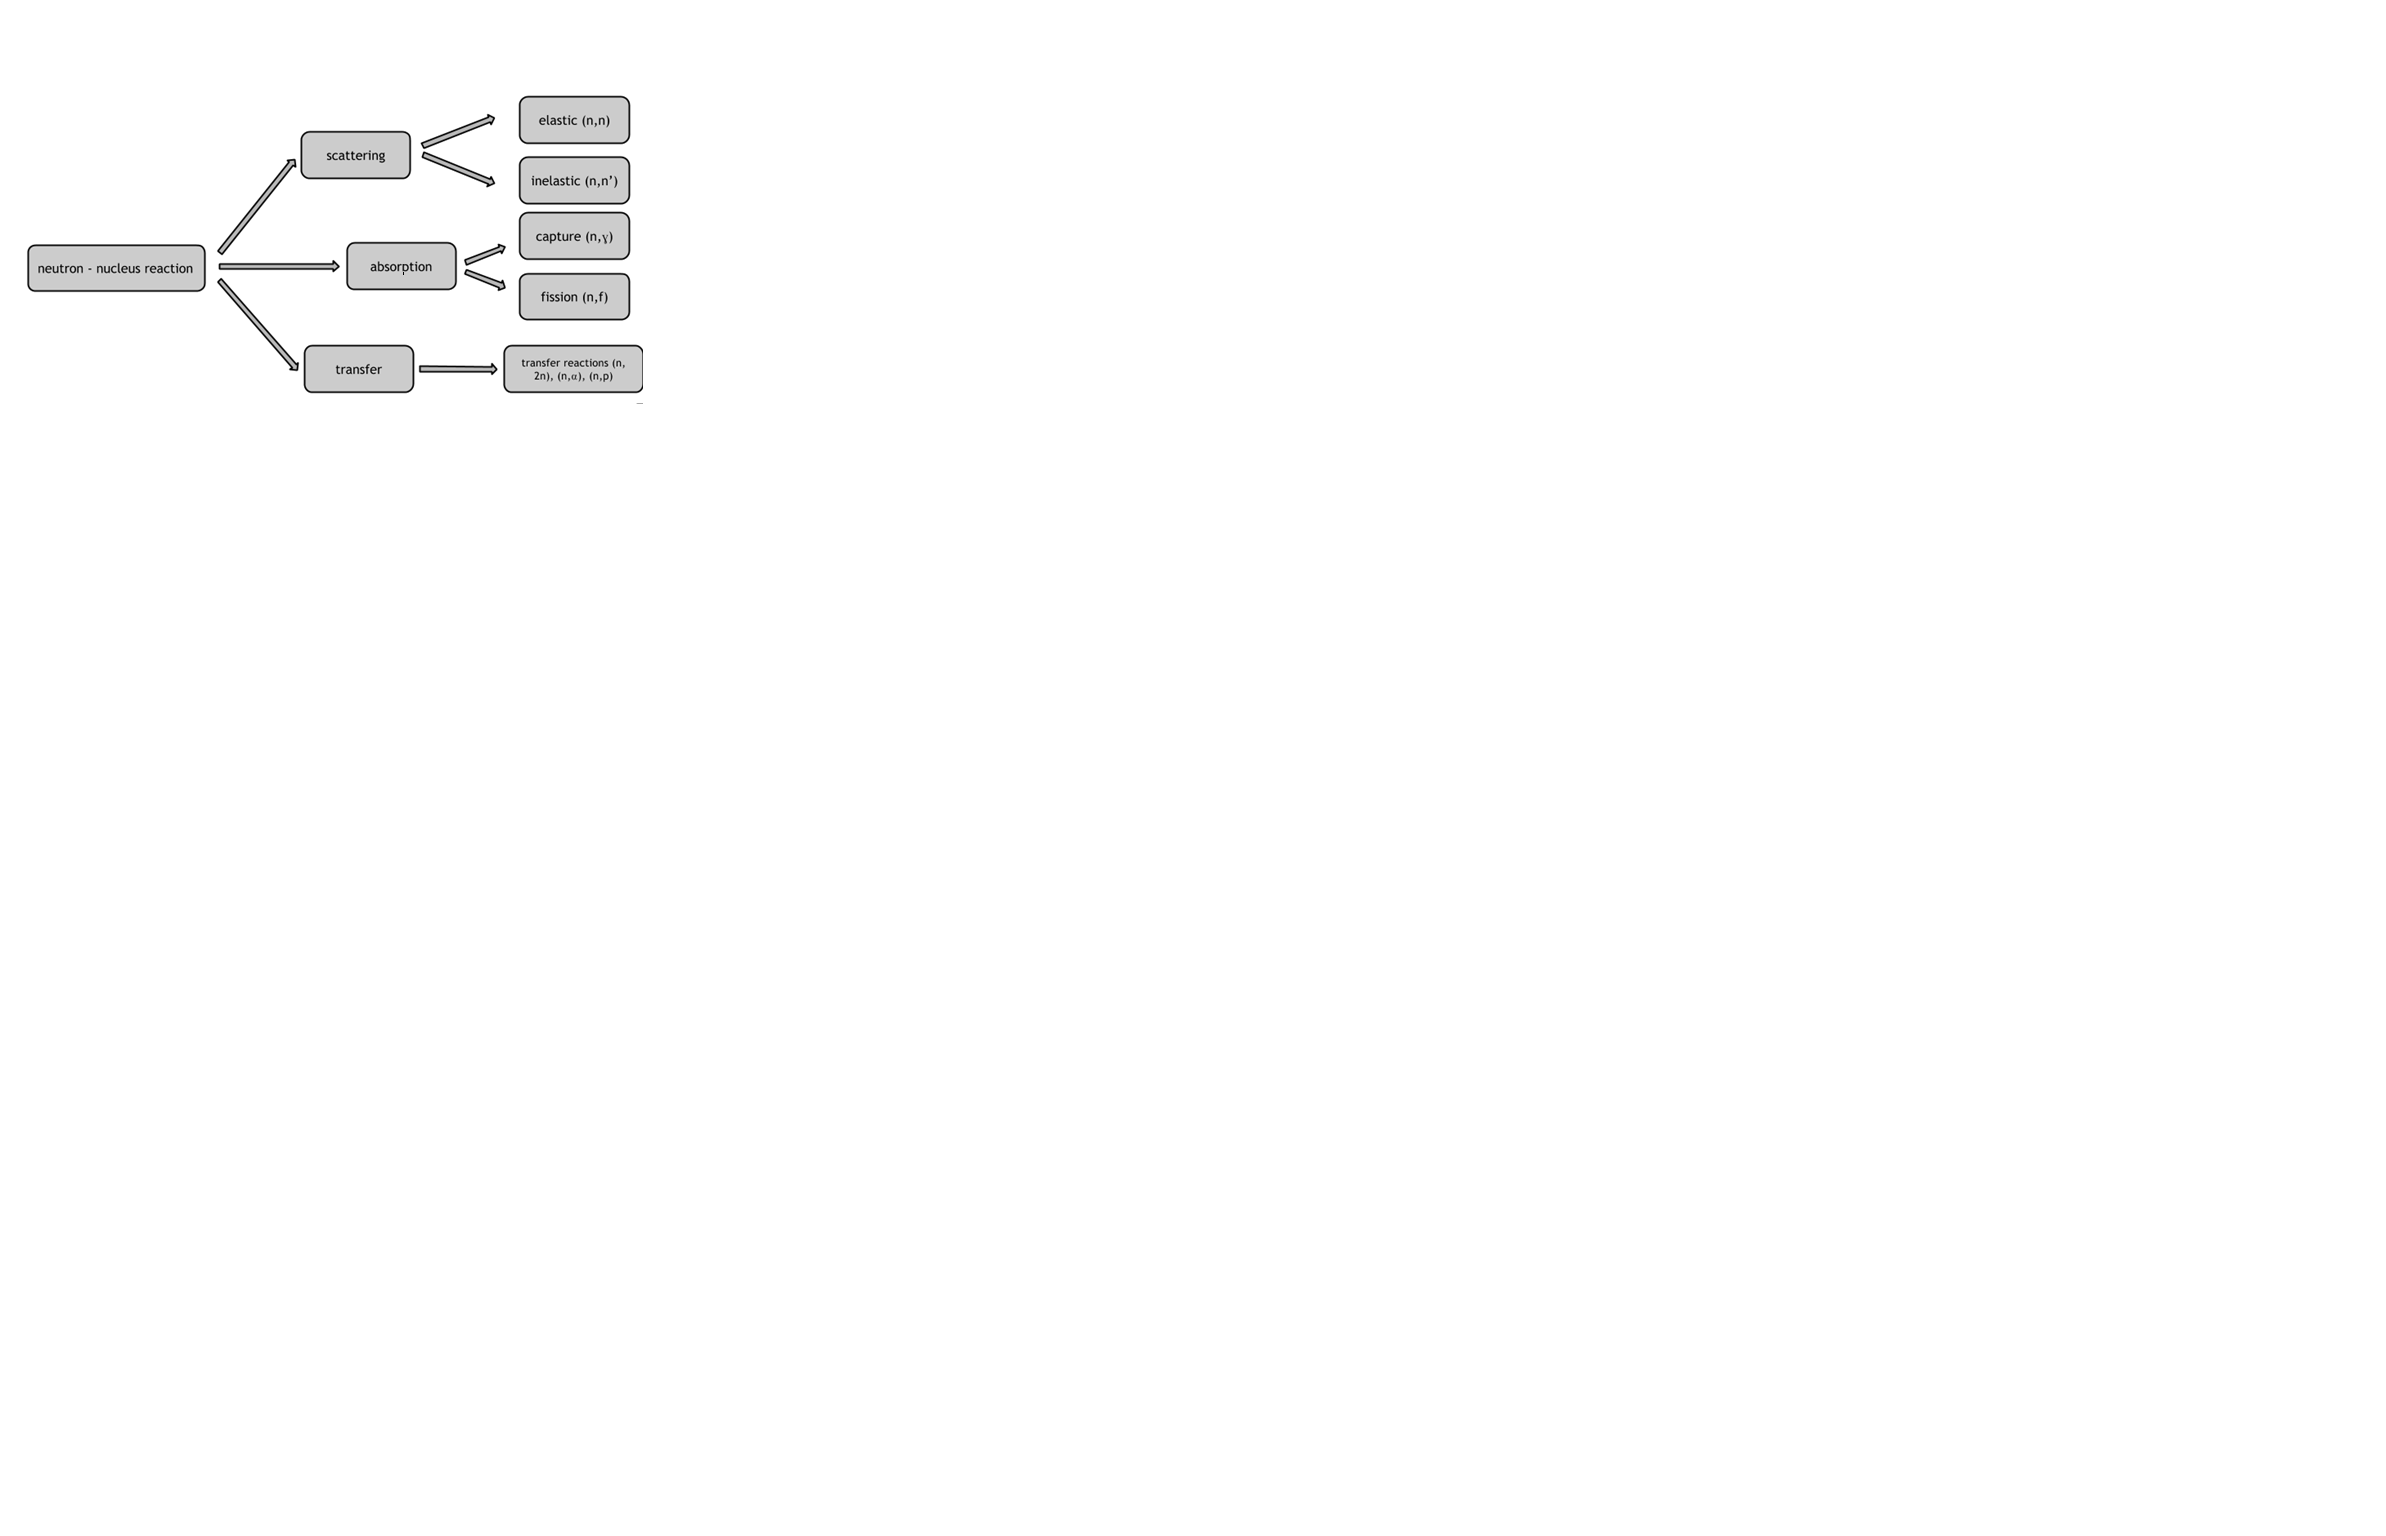 elastic (n,n)
scattering
inelastic (n,n’)
capture (n,ɣ)
neutron - nucleus reaction
absorption
fission (n,f)
transfer
transfer reactions (n,
2n), (n,α), (n,p)